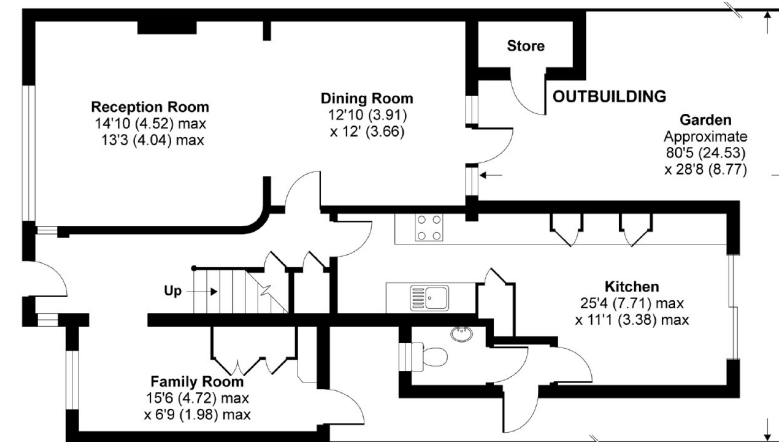 Store
OUTBUILDING
Reception Room
14'10 (4.52) max
13'3 (4.04) max
Dining Room
12'10 (3.91)
x 12' (3.66)
Garden
Approximate
80'5 (24.53)
x 28'8 (8.77)
Up
Kitchen
25'4 (7.71) max
x 11'1 (3.38) max
Family Room
15'6 (4.72) max
x 6'9 (1.98) max